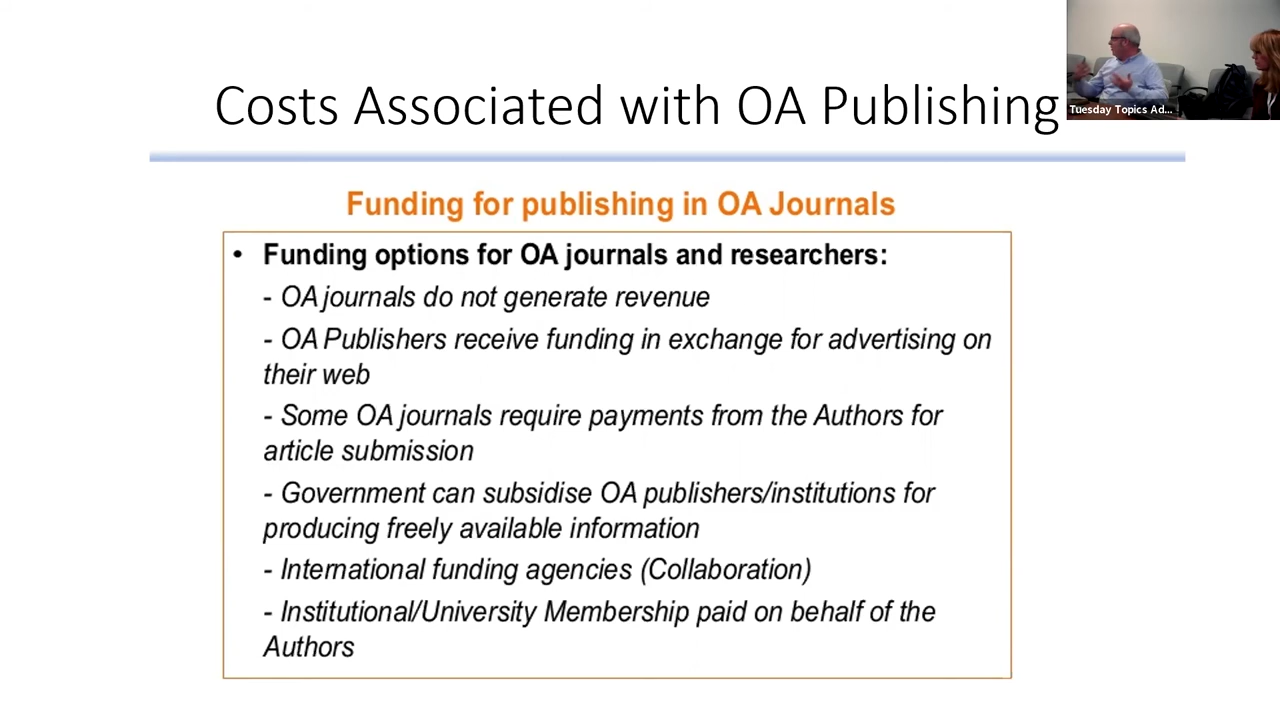 Costs Associated with OA Publishing
Tuesday Topics Ad...
Funding for publishing in OA Journals
• Funding options for OA journals and researchers:
- OA journals do not generate revenue
- OA Publishers receive funding in exchange for advertising on
their web
- Some OA journals require payments from the Authors for
article submission
- Government can subsidise OA publishers/institutions for
producing freely available information
- International funding agencies (Collaboration)
- Institutional/University Membership paid on behalf of the
Authors